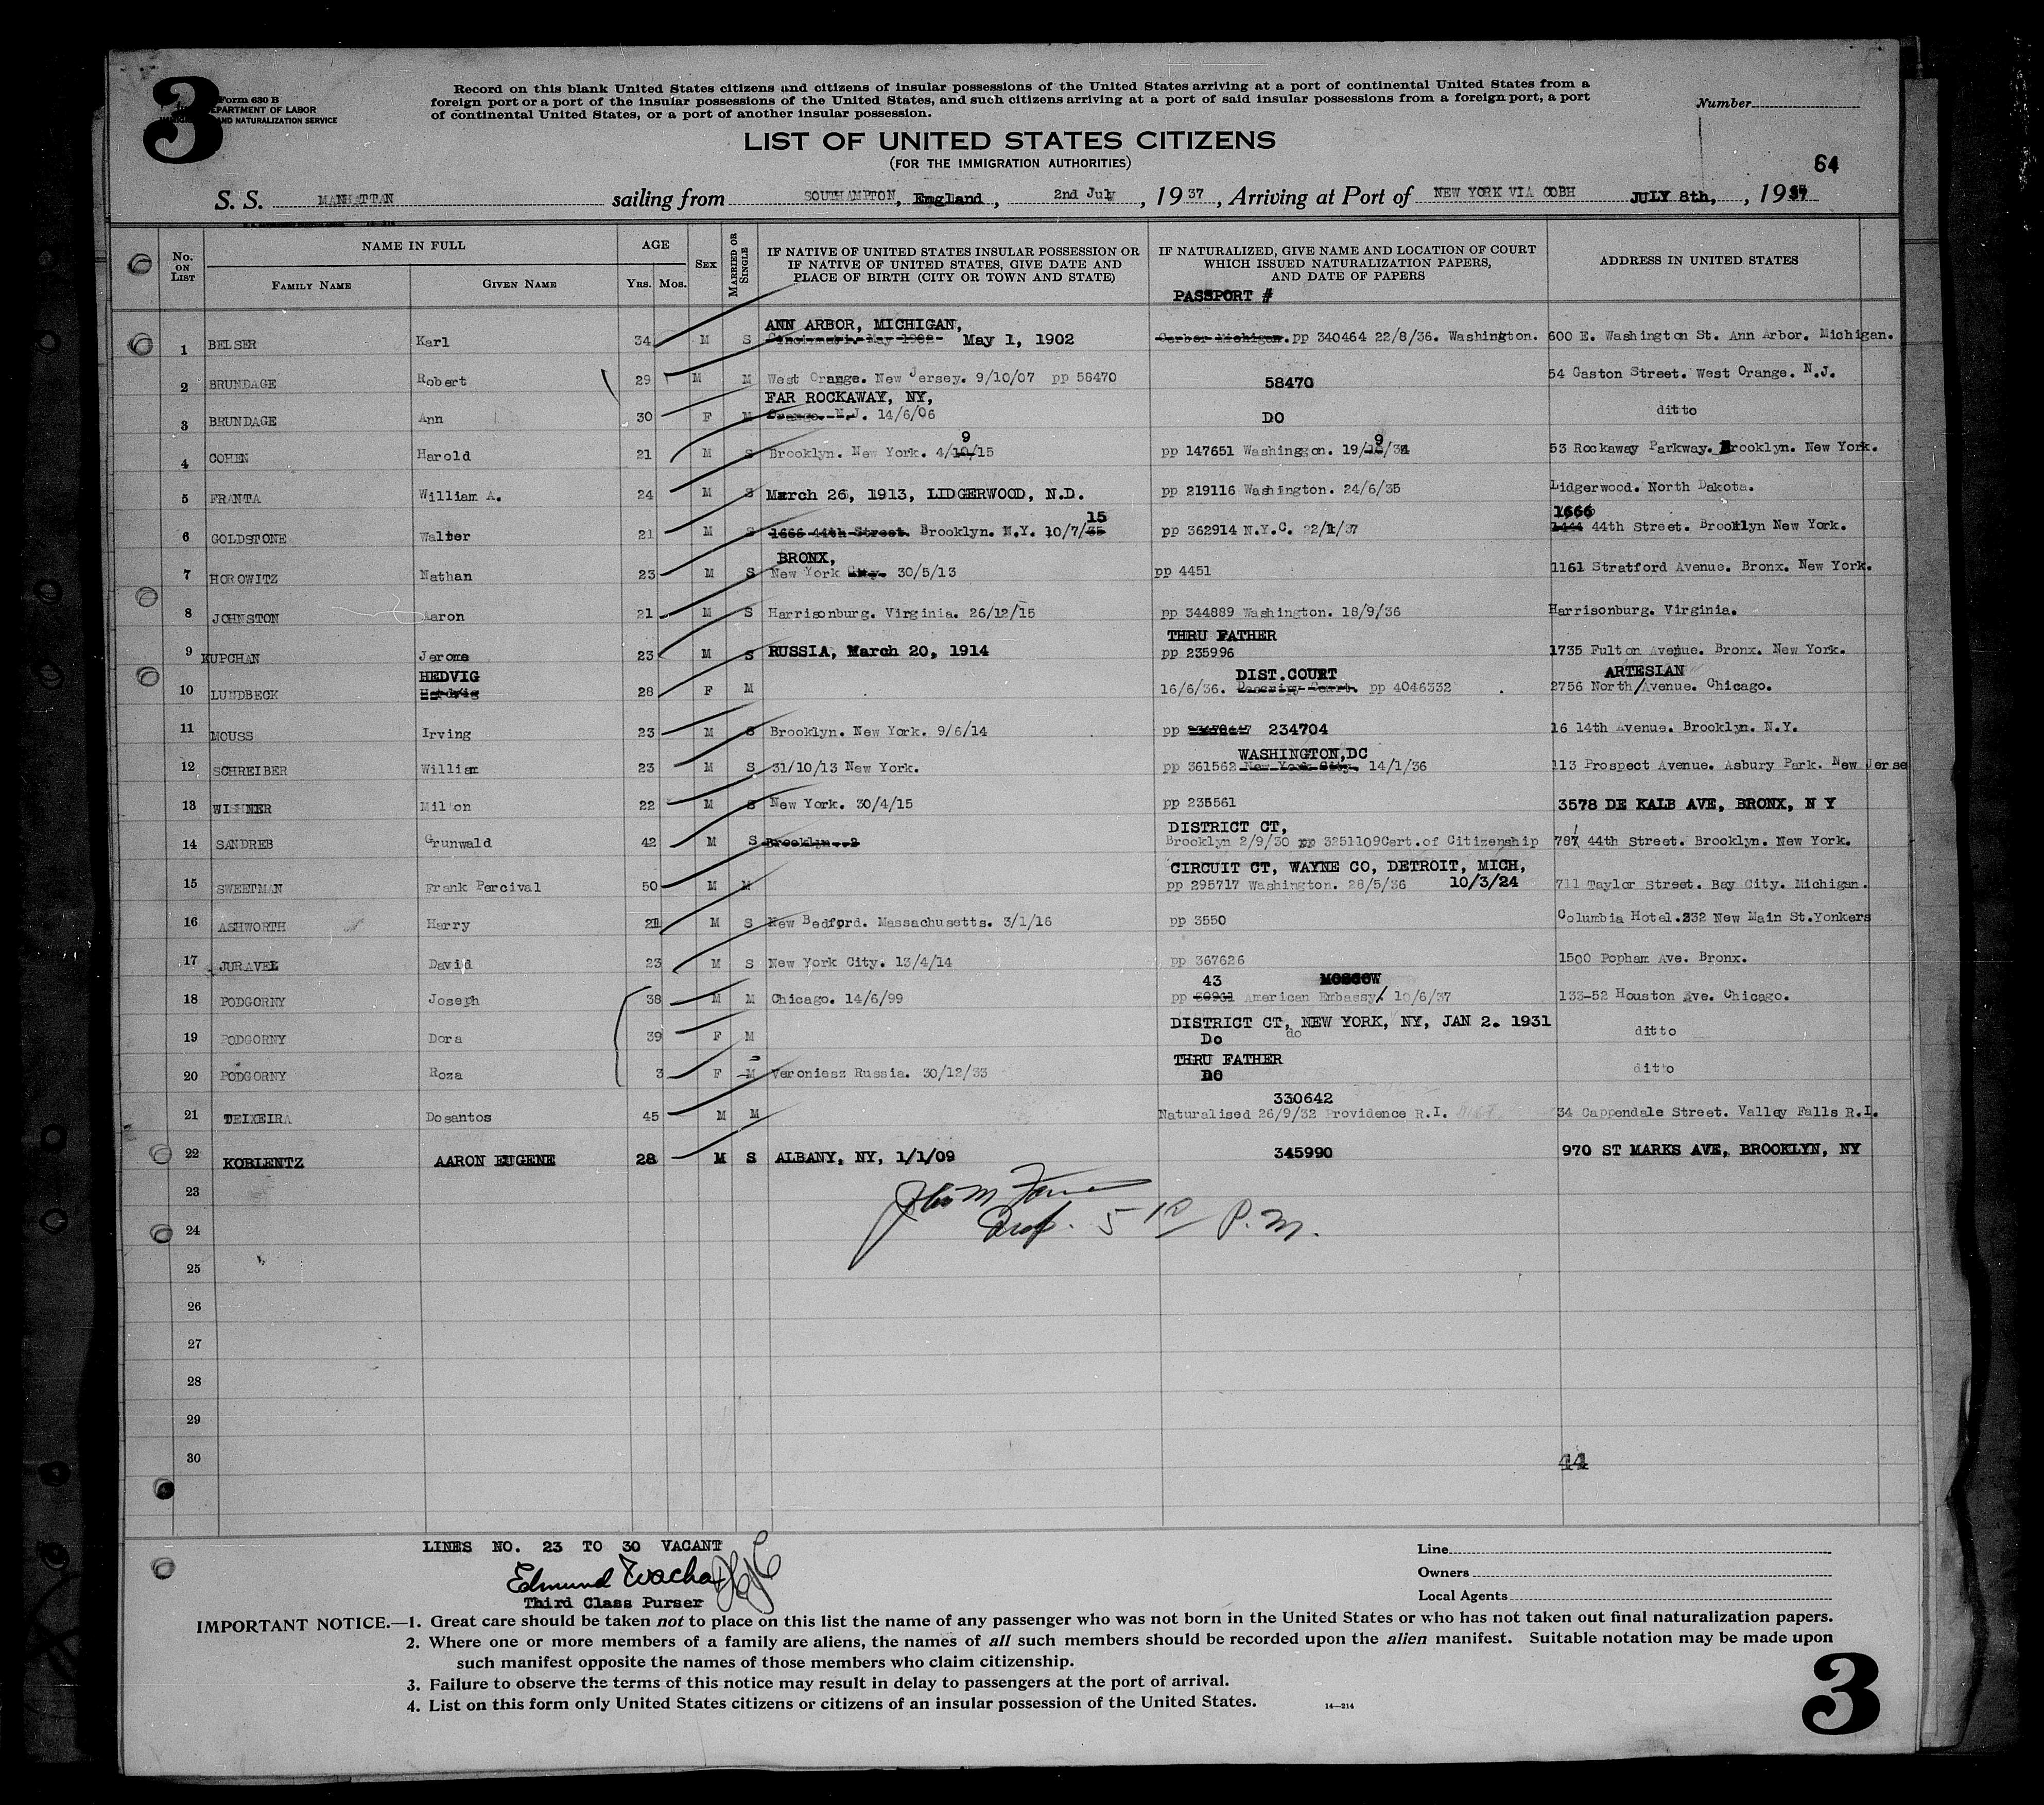 3
Form 630 B
DEPARTMENT OF LABOR
AND NATURALIZATION SERVICE
Record on this blank United States citizens and citizens of insular possessions of the United States arriving at a port of continental United States from a
foreign port or a port of the insular possessions of the United States, and such citizens arriving at a port of said insular possessions from a foreign port, a port
of continental United States, or a port of another insular possession.
Number
LIST OF UNITED STATES CITIZENS
(FOR THE IMMIGRATION AUTHORITIES)
64
S. S. MANHATTAN sailing from SOUTHAMPTON, England, 2nd July, 1937, Arriving at Port of NEW YORK VIA COBH JULY 8th, 1937
No. ON LIST
NAME IN FULL
FAMILY NAME
GIVEN NAME
AGE
YRS. MOS.
SEX
MARRIED OR SINGLE
IF NATIVE OF UNITED STATES INSULAR POSSESSION OR
IF NATIVE OF UNITED STATES, GIVE DATE AND
PLACE OF BIRTH (CITY OR TOWN AND STATE)
IF NATURALIZED, GIVE NAME AND LOCATION OF COURT
WHICH ISSUED NATURALIZATION PAPERS,
AND DATE OF PAPERS
PASSPORT #
ADDRESS IN UNITED STATES
ANN ARBOR, MICHIGAN,
1 BELSER Karl 34 M S May 1, 1902 pp 340464 22/8/36. Washington. 600 E. Washington St. Ann Arbor. Michigan.
2 BRUNDAGE Robert 29 M M West Orange. New Jersey. 9/10/07 pp 58470 58470 54 Gaston Street. West Orange. N.J.
FAR ROCKAWAY, NY,
3 BRUNDAGE Ann 30 F M Orange. N.J. 14/6/06 DO ditto
9 9
4 COHEN Harold 21 M S Brooklyn. New York. 4/10/15 pp 147651 Washinggon. 19/10/34 53 Rockaway Parkway. Brooklyn. New York.
5 FRANTA William A. 24 M S March 26, 1913, LIDGERWOOD, N.D. pp 219116 Washington. 24/6/35 Lidgerwood. North Dakota.
15 1666
6 GOLDSTONE Walter 21 M S 1666 44th Street. Brooklyn. N.Y. 10/7/35 pp 362914 N.Y.C. 22/1/37 1444 44th Street. Brooklyn New York.
BRONX,
7 HOROWITZ Nathan 23 M S New York City. 30/5/13 pp 4451 1161 Stratford Avenue. Bronx. New York.
8 JOHNSTON Aaron 21 M S Harrisonburg. Virginia. 26/12/15 pp 344889 Washington. 18/9/36 Harrisonburg. Virginia.
THRU FATHER
9 KUPCHAN Jerome 23 M S RUSSIA, March 20, 1914 pp 235996 1735 Fulton Avenue. Bronx. New York.
HEDVIG DIST.COURT ARTESIAN
10 LUNDBECK Hedwig 28 F M 16/6/36. pp 4046332 2756 North/Avenue. Chicago.
11 MOUSS Irving 23 M S Brooklyn. New York. 9/6/14 pp 234704 16 14th Avenue. Brooklyn. N.Y.
WASHINGTON,DC
12 SCHREIBER William 23 M S 31/10/13 New York. pp 361562 New York City. 14/1/36 113 Prospect Avenue. Asbury Park. New Jerse
13 WISHNER Milton 22 M S New York. 30/4/15 pp 235561 3578 DE KALB AVE, BRONX, N Y
DISTRICT CT,
14 SANDREB Grunwald 42 M S Brooklyn. 2 Brooklyn 2/9/30 pp 3251109Cert.of Citizenship 787 44th Street. Brooklyn. New York.
CIRCUIT CT, WAYNE CO, DETROIT, MICH,
15 SWEETMAN Frank Percival 50 M M pp 295717 Washington. 28/5/36 10/3/24 711 Taylor Street. Bay City. Michigan.
16 ASHWORTH Harry 21 M S New Bedford. Massachusetts. 3/1/16 pp 3550 Columbia Hotel.232 New Main St.Yonkers
17 JURAVEL David 23 M S New York City. 13/4/14 pp 367626 1500 Popham Ave. Bronx.
43 MOSCOW
18 PODGORNY Joseph 38 M M Chicago. 14/6/99 pp American Embassy/ 10/6/37 133-52 Houston Ave. Chicago.
DISTRICT CT, NEW YORK, NY, JAN 2. 1931
19 PODGORNY Dora 39 F M Do do ditto
THRU FATHER
20 PODGORNY Roza 3 F M Veroniesz Russia. 30/12/33 DO ditto
330642
21 TEIXEIRA Dosantos 45 M M Naturalised 26/9/32 Providence R.I. 34 Cappendale Street. Valley Falls R.I.
22 KOBLENTZ AARON EUGENE 28 M S ALBANY, NY, 1/1/09 345990 970 ST MARKS AVE, BROOKLYN, NY
23
24 5 10 P.M.
25
26
27
28
29
30
44
LINES NO. 23 TO 30 VACANT
Edmund
Third Class Purser
Line
Owners
Local Agents
IMPORTANT NOTICE.—1. Great care should be taken not to place on this list the name of any passenger who was not born in the United States or who has not taken out final naturalization papers.
2. Where one or more members of a family are aliens, the names of all such members should be recorded upon the alien manifest. Suitable notation may be made upon
such manifest opposite the names of those members who claim citizenship.
3. Failure to observe the terms of this notice may result in delay to passengers at the port of arrival.
4. List on this form only United States citizens or citizens of an insular possession of the United States.
14—214
3